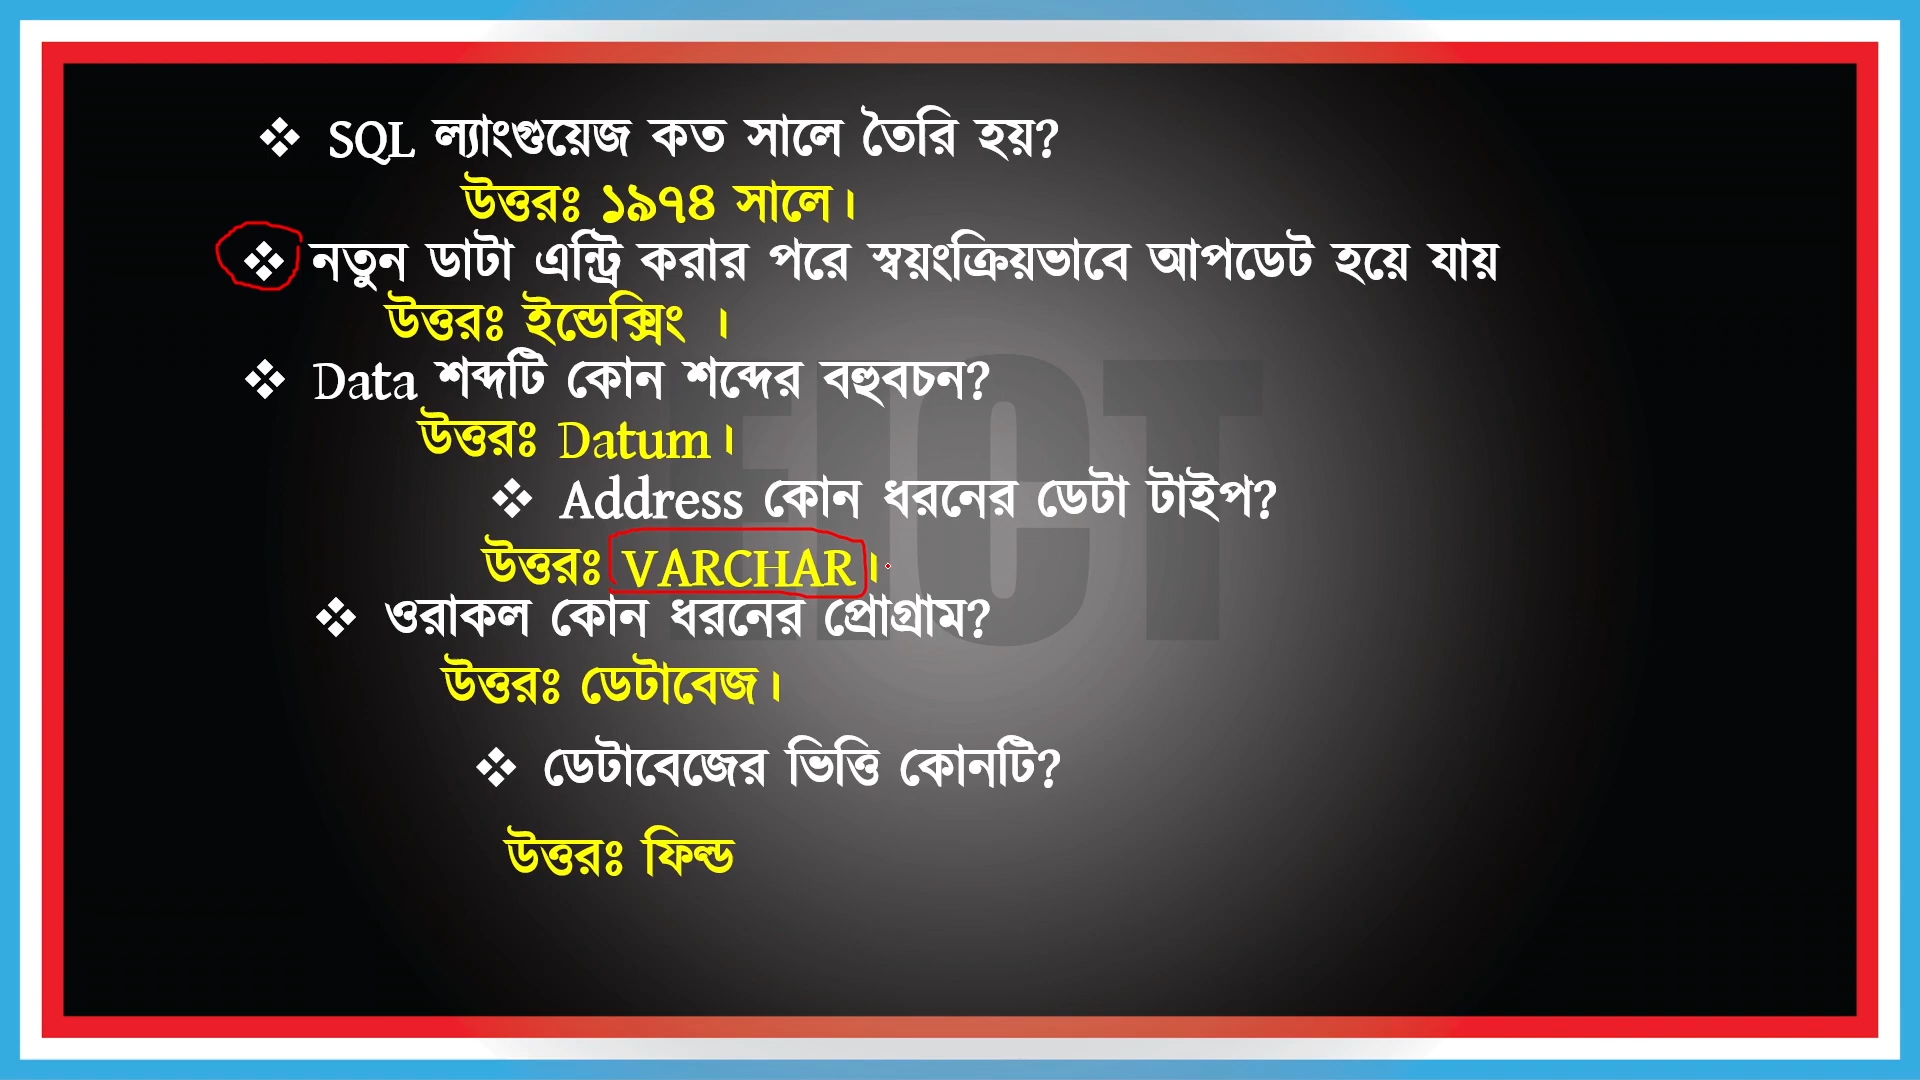 ❖ SQL ল্যাংগুয়েজ কত সালে তৈরি হয়?
উত্তরঃ ১৯৭৪ সালে।
❖ নতুন ডাটা এন্ট্রি করার পরে স্বয়ংক্রিয়ভাবে আপডেট হয়ে যায়
উত্তরঃ ইন্ডেক্সিং ।
❖ Data শব্দটি কোন শব্দের বহুবচন?
উত্তরঃ Datum।
❖ Address কোন ধরনের ডেটা টাইপ?
উত্তরঃ VARCHAR।
❖ ওরাকল কোন ধরনের প্রোগ্রাম?
উত্তরঃ ডেটাবেজ।
❖ ডেটাবেজের ভিত্তি কোনটি?
উত্তরঃ ফিল্ড
EICT